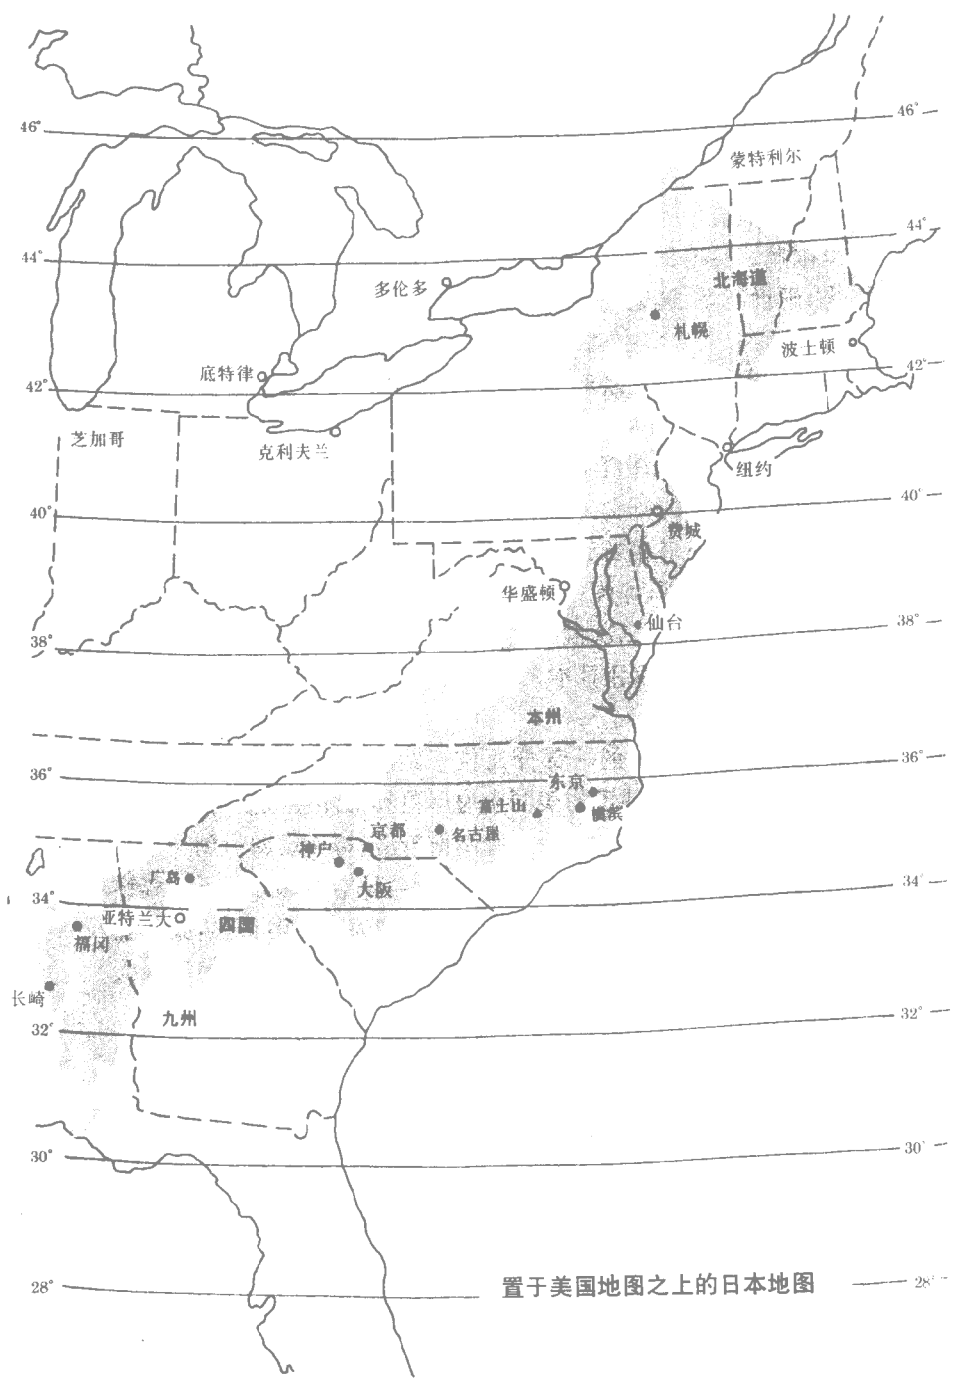 46°
46°
蒙特利尔
44°
44°
北海道
多伦多
札幌
波士顿
底特律
42°
42°
芝加哥
克利夫兰
纽约
40°
40°
费城
华盛顿
仙台
38°
38°
本州
36°
36°
东京
富士山
横滨
京都
名古屋
神户
广岛
大阪
34°
34°
亚特兰大
四国
福冈
长崎
九州
32°
32°
30°
30°
28°
置于美国地图之上的日本地图
28°